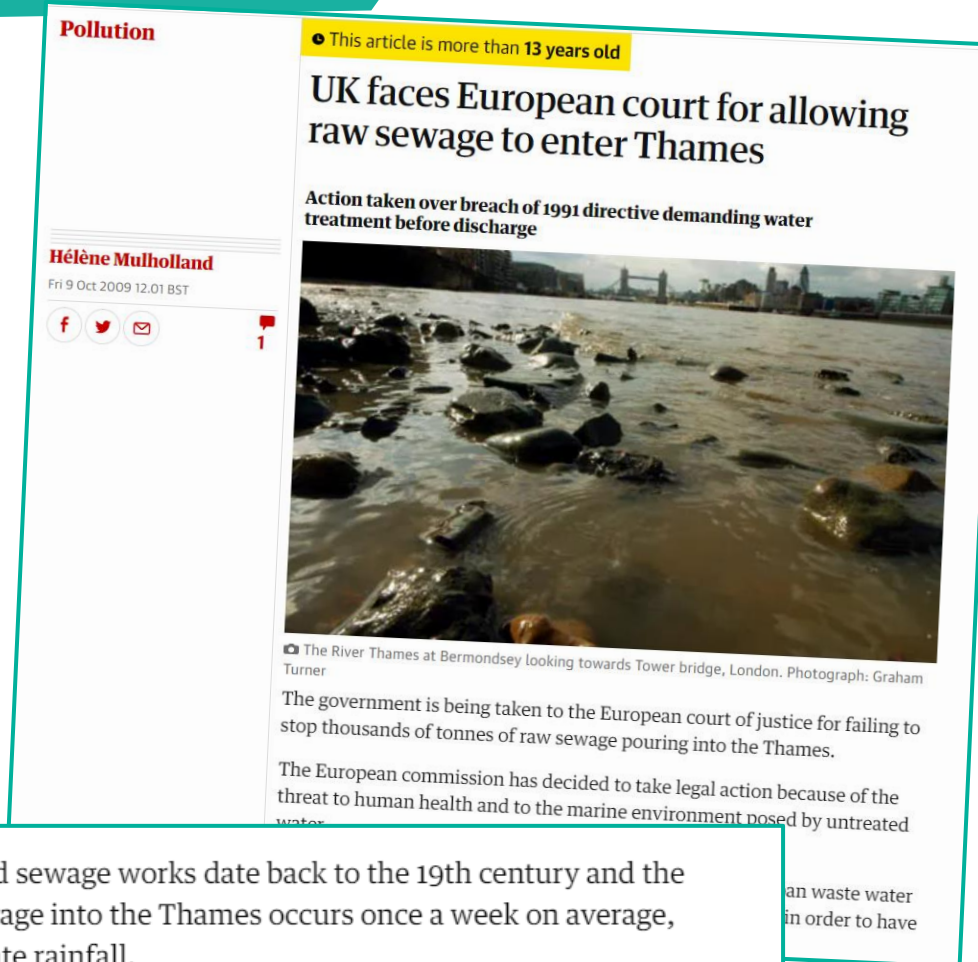 Pollution
This article is more than 13 years old
UK faces European court for allowing
raw sewage to enter Thames
Action taken over breach of 1991 directive demanding water
treatment before discharge
Hélène Mulholland
Fri 9 Oct 2009 12.01 BST
1
The River Thames at Bermondsey looking towards Tower bridge, London. Photograph: Graham
Turner
The government is being taken to the European court of justice for failing to
stop thousands of tonnes of raw sewage pouring into the Thames.
The European commission has decided to take legal action because of the
threat to human health and to the marine environment posed by untreated
water
an waste water
in order to have
d sewage works date back to the 19th century and the
age into the Thames occurs once a week on average,
te rainfall.